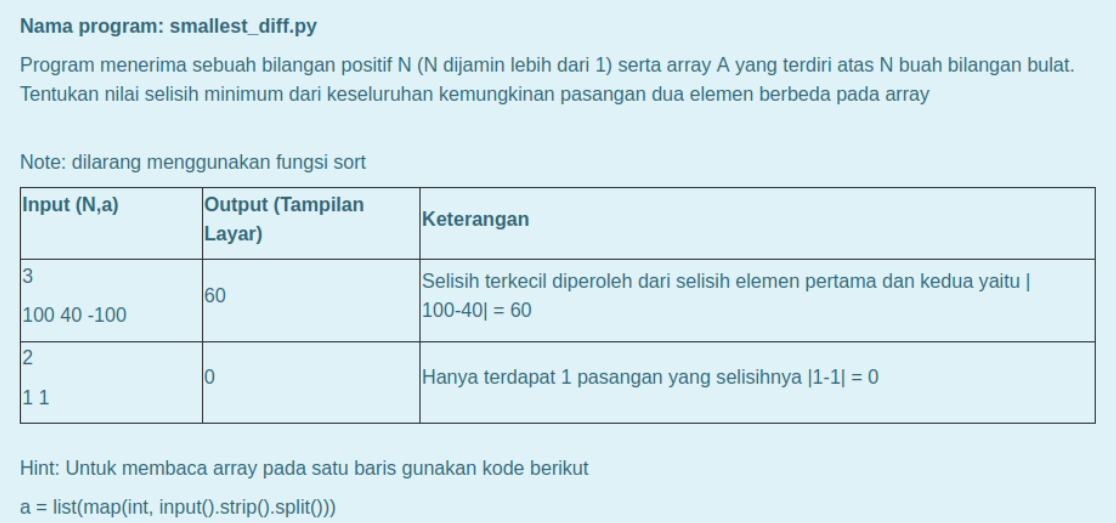 Nama program: smallest_diff.py
Program menerima sebuah bilangan positif N (N dijamin lebih dari 1) serta array A yang terdiri atas N buah bilangan bulat.
Tentukan nilai selisih minimum dari keseluruhan kemungkinan pasangan dua elemen berbeda pada array
Note: dilarang menggunakan fungsi sort
Input (N,a)
Output (Tampilan
Layar)
Keterangan
3
100 40 -100
60
Selisih terkecil diperoleh dari selisih elemen pertama dan kedua yaitu |
100-40| = 60
2
1 1
0
Hanya terdapat 1 pasangan yang selisihnya |1-1| = 0
Hint: Untuk membaca array pada satu baris gunakan kode berikut
a = list(map(int, input().strip().split()))